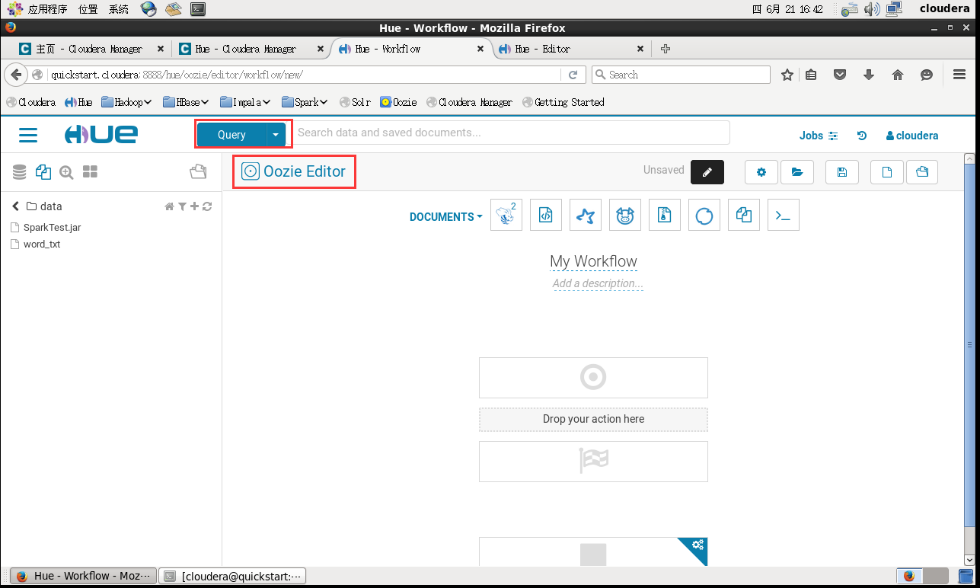 应用程序 位置 系统 四 6月 21 16:42 cloudera
Hue - Workflow - Mozilla Firefox
主页 - Cloudera Manager Hue - Cloudera Manager Hue - Workflow Hue - Editor
quickstart.cloudera:8888/hue/oozie/editor/workflow/new/ Search
Cloudera Hue Hadoop HBase Impala Spark Solr Oozie Cloudera Manager Getting Started
HUE Query Search data and saved documents... Jobs cloudera
Oozie Editor Unsaved
data
SparkTest.jar
word_txt
DOCUMENTS 2
My Workflow
Add a description...
Drop your action here
Hue - Workflow - Moz··· [cloudera@quickstart:···